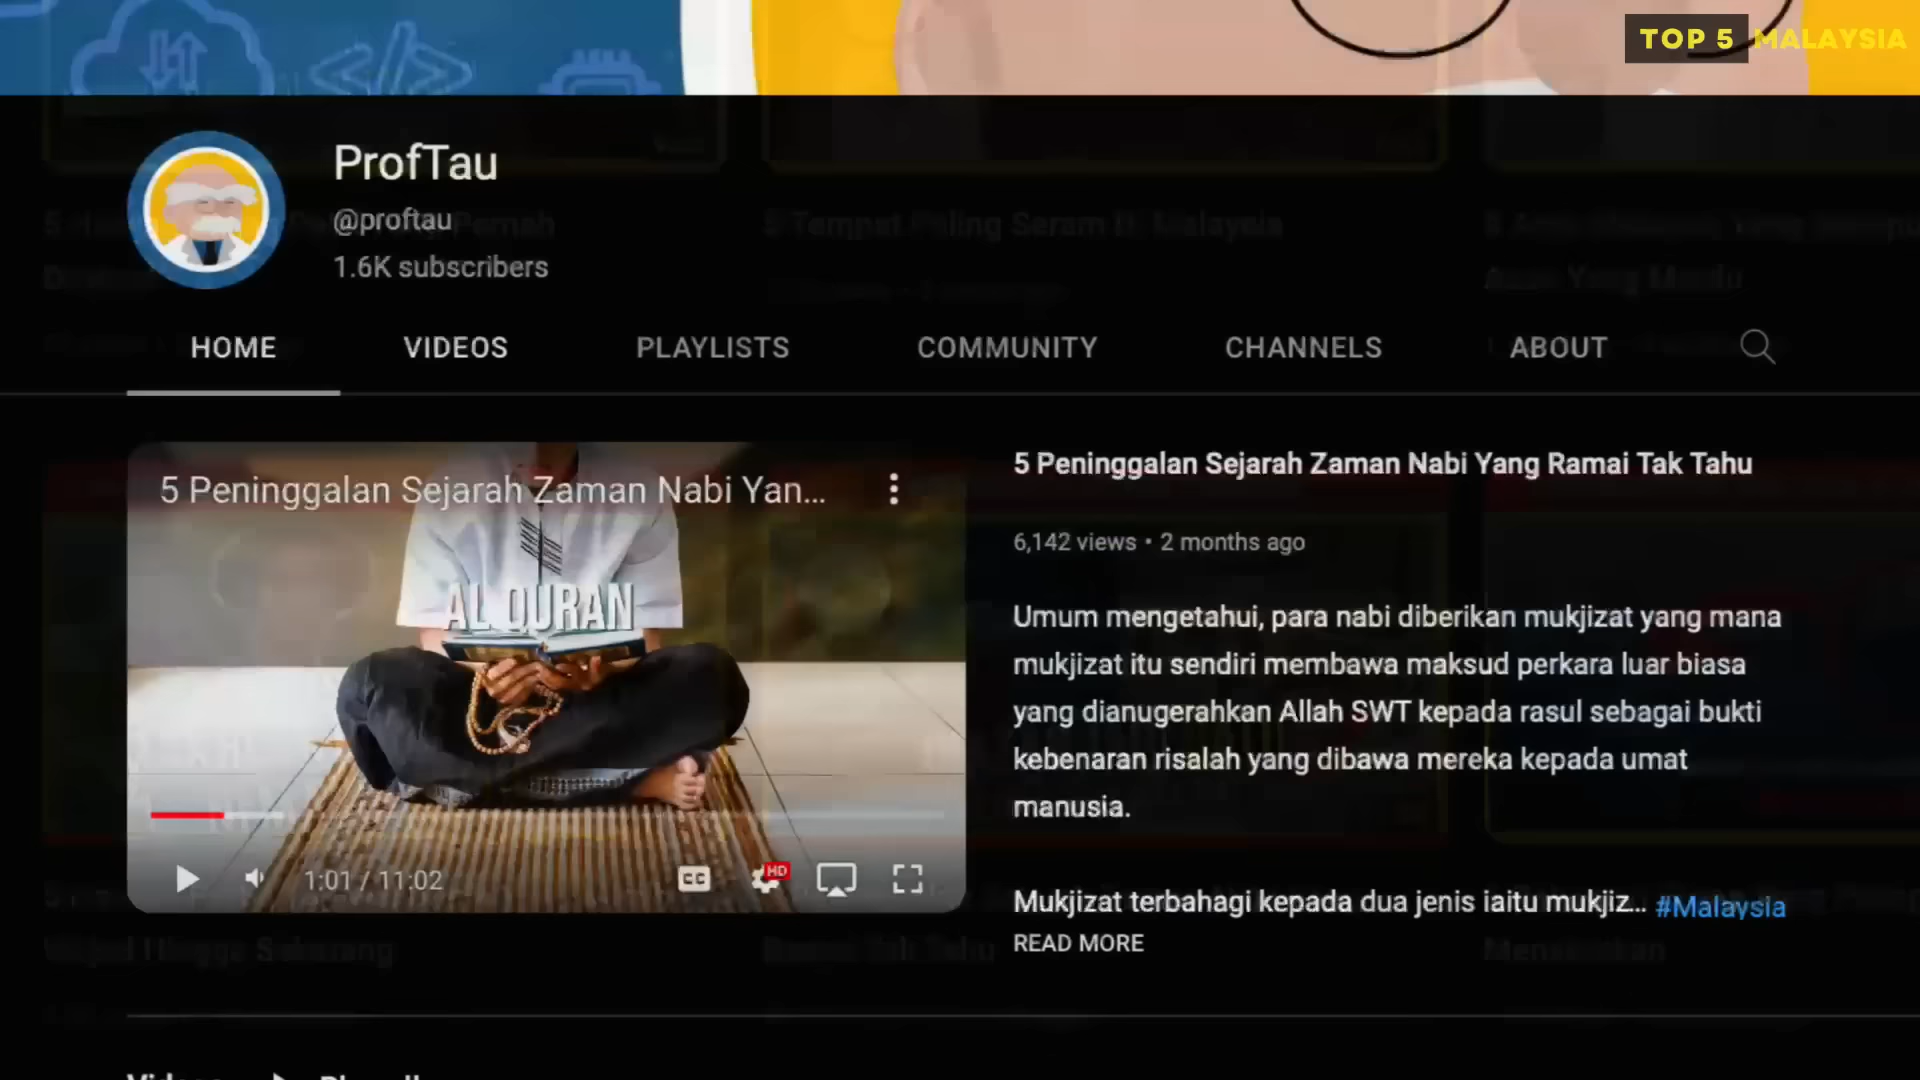 TOP 5 MALAYSIA
ProfTau
@proftau
1.6K subscribers
HOME VIDEOS PLAYLISTS COMMUNITY CHANNELS ABOUT
5 Peninggalan Sejarah Zaman Nabi Yan...
AL QURAN
1:01 / 11:02
CC
HD
5 Peninggalan Sejarah Zaman Nabi Yang Ramai Tak Tahu
6,142 views • 2 months ago
Umum mengetahui, para nabi diberikan mukjizat yang mana
mukjizat itu sendiri membawa maksud perkara luar biasa
yang dianugerahkan Allah SWT kepada rasul sebagai bukti
kebenaran risalah yang dibawa mereka kepada umat
manusia.
Mukjizat terbahagi kepada dua jenis iaitu mukjiz... #Malaysia
READ MORE
5 Tempat Paling Seram Di Malaysia